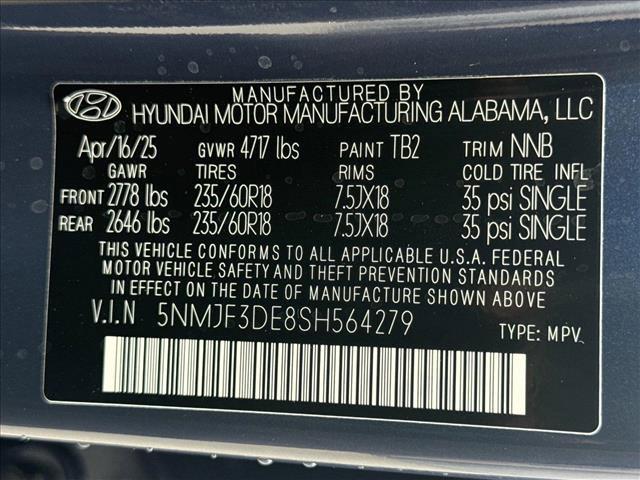 MANUFACTURED BY
HYUNDAI MOTOR MANUFACTURING ALABAMA, LLC
Apr/16/25 GVWR 4717 lbs PAINT TB2 TRIM NNB
GAWR TIRES RIMS COLD TIRE INFL
FRONT 2778 lbs 235/60R18 7.5JX18 35 psi SINGLE
REAR 2646 lbs 235/60R18 7.5JX18 35 psi SINGLE
THIS VEHICLE CONFORMS TO ALL APPLICABLE U.S.A. FEDERAL
MOTOR VEHICLE SAFETY AND THEFT PREVENTION STANDARDS
IN EFFECT ON THE DATE OF MANUFACTURE SHOWN ABOVE.
V.I.N 5NMJF3DE8SH564279 TYPE: MPV